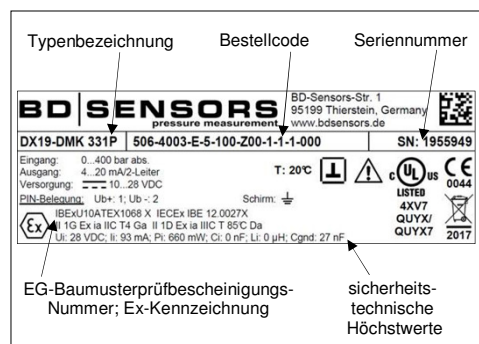 Typenbezeichnung Bestellcode Seriennummer
BD SENSORS
pressure measurement
BD-Sensors-Str. 1
95199 Thierstein, Germany
www.bdsensors.de
DX19-DMK 331P 506-4003-E-5-100-Z00-1-1-1-000 SN: 1955949
Eingang: 0...400 bar abs.
Ausgang: 4...20 mA/2-Leiter
Versorgung: 10...28 VDC
T: 20°C
PIN-Belegung: Ub+: 1; Ub -: 2 Schirm:
IBExU10ATEX1068 X IECEx IBE 12.0027X
II 1G Ex ia IIC T4 Ga II 1D Ex ia IIIC T 85°C Da
Ui: 28 VDC; Ii: 93 mA; Pi: 660 mW; Ci: 0 nF; Li: 0 µH; Cgnd: 27 nF
Ex
c UL us
LISTED
4XV7
QUYX/
QUYX7
CE
0044
2017
EG-Baumusterprüfbescheinigungs-
Nummer; Ex-Kennzeichnung
sicherheits-
technische
Höchstwerte